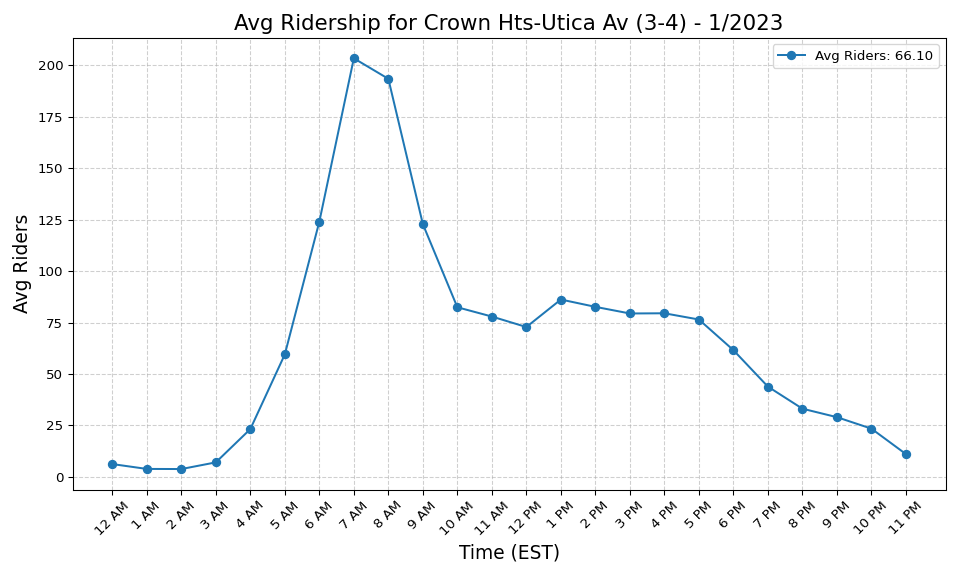 Avg Ridership for Crown Hts-Utica Av (3-4) - 1/2023
Avg Riders: 66.10
Avg Riders
200
175
150
125
100
75
50
25
0
12 AM
1 AM
2 AM
3 AM
4 AM
5 AM
6 AM
7 AM
8 AM
9 AM
10 AM
11 AM
12 PM
1 PM
2 PM
3 PM
4 PM
5 PM
6 PM
7 PM
8 PM
9 PM
10 PM
11 PM
Time (EST)